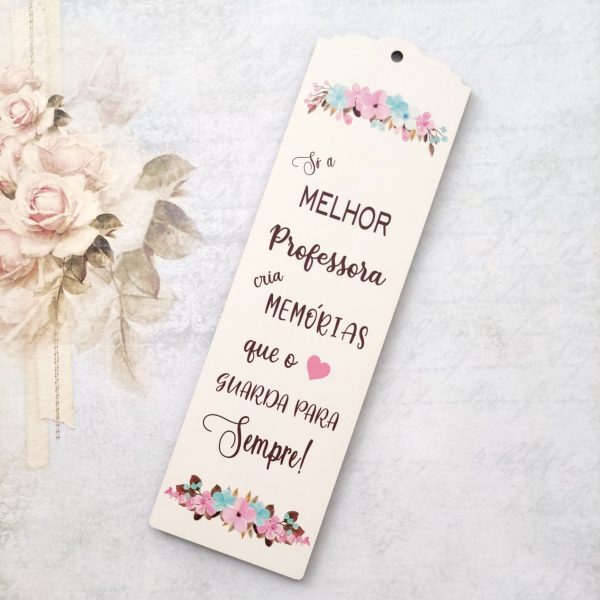 Só a
MELHOR
Professora
cria
MEMÓRIAS
que o
GUARDA PARA
Sempre!